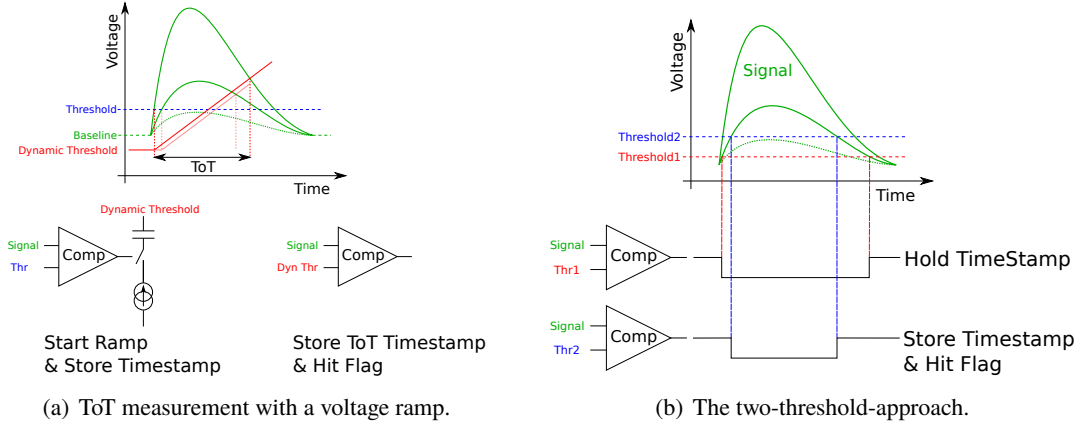 Voltage
Threshold
Baseline
Dynamic Threshold
ToT
Time
Dynamic Threshold
Signal
Thr
Comp
Signal
Dyn Thr
Comp
Start Ramp
& Store Timestamp
Store ToT Timestamp
& Hit Flag
(a) ToT measurement with a voltage ramp.
Voltage
Signal
Threshold2
Threshold1
Time
Signal
Thr1
Comp
Hold TimeStamp
Signal
Thr2
Comp
Store Timestamp
& Hit Flag
(b) The two-threshold-approach.